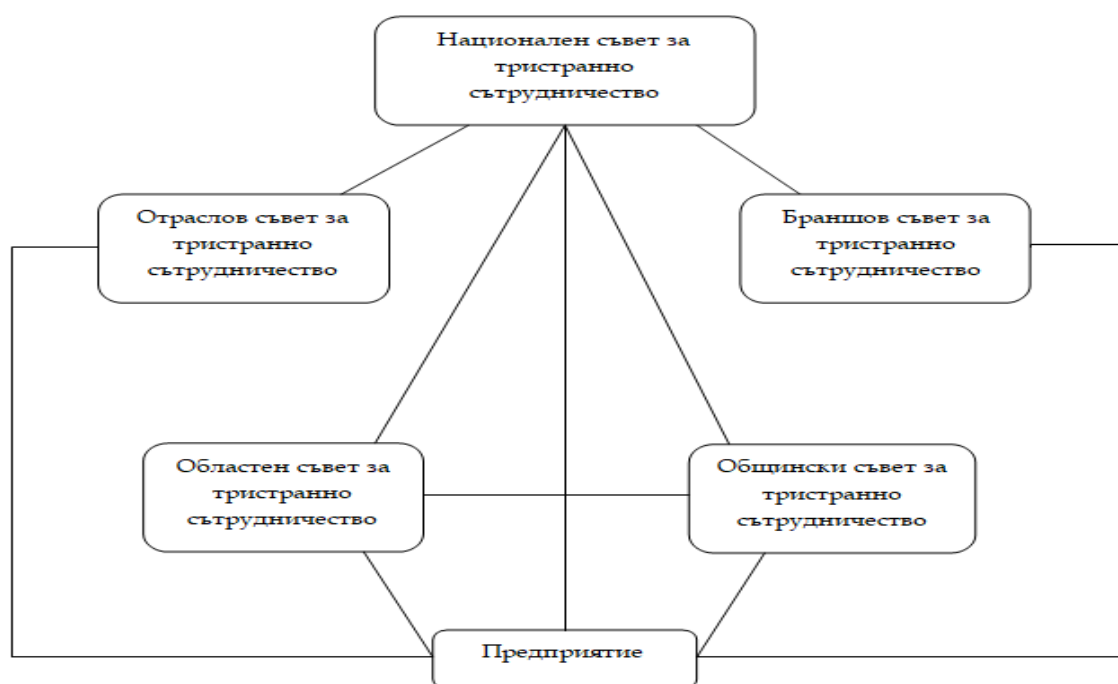 Национален съвет за
тристранно
сътрудничество
Отраслов съвет за
тристранно
сътрудничество
Браншов съвет за
тристранно
сътрудничество
Областен съвет за
тристранно
сътрудничество
Общински съвет за
тристранно
сътрудничество
Предприятие